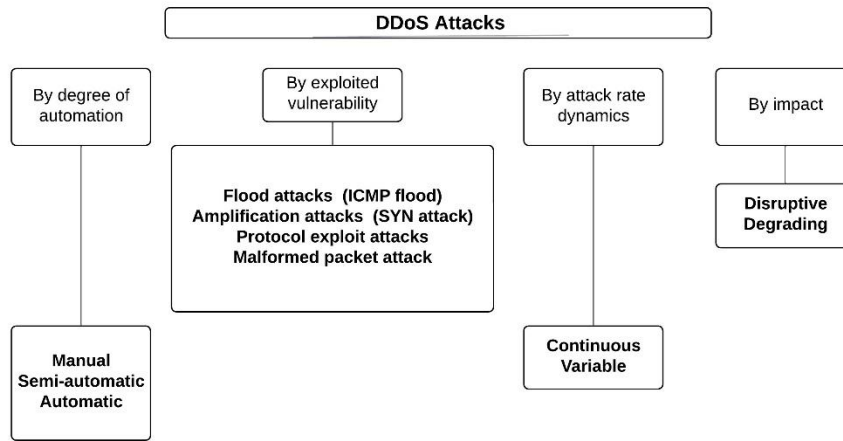 DDoS Attacks
By degree of
automation
By exploited
vulnerability
By attack rate
dynamics
By impact
Flood attacks (ICMP flood)
Amplification attacks (SYN attack)
Protocol exploit attacks
Malformed packet attack
Disruptive
Degrading
Manual
Semi-automatic
Automatic
Continuous
Variable